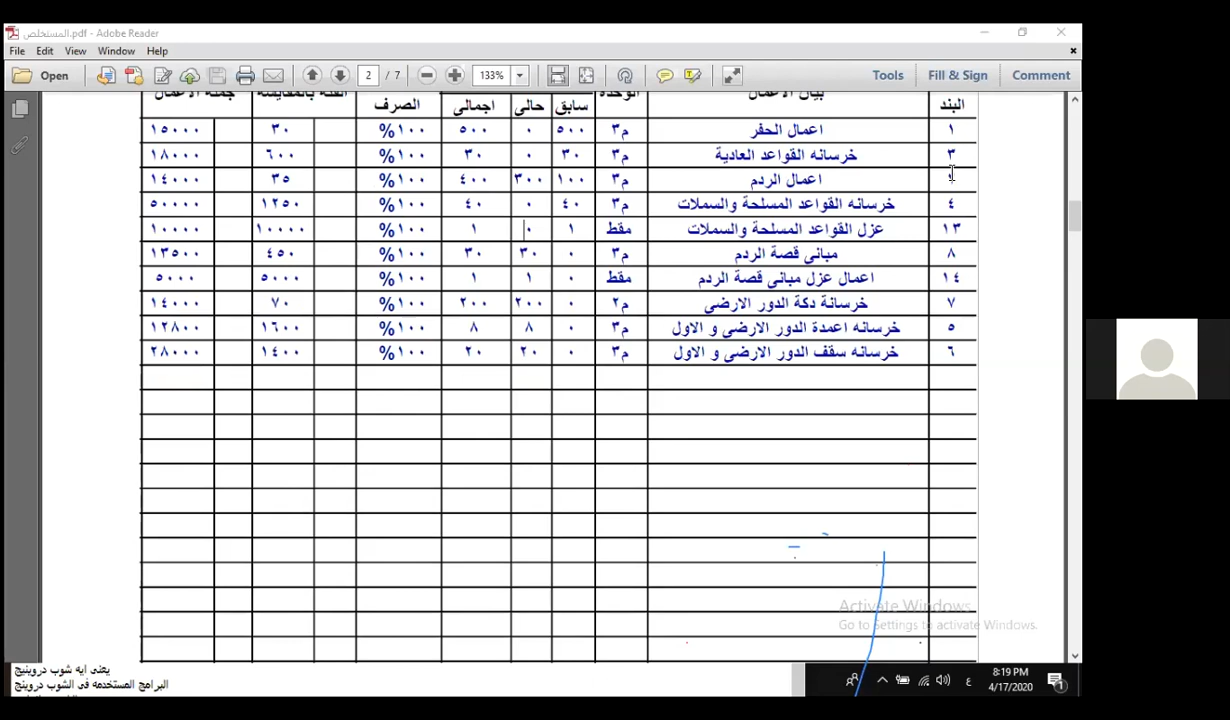 المستخلص.pdf - Adobe Reader
File Edit View Window Help
Open 2 / 7 133% Tools Fill & Sign Comment
البند بيان الاعمال الوحدة سابق حالى اجمالى الصرف الفئة بالمقايسة جملة الاعمال
١ اعمال الحفر م٣ ٥٠٠ ٠ ٥٠٠ ١٠٠% ٣٠ ١٥٠٠٠
٣ خرسانه القواعد العادية م٣ ٣٠ ٠ ٣٠ ١٠٠% ٦٠٠ ١٨٠٠٠
اعمال الردم م٣ ١٠٠ ٣٠٠ ٤٠٠ ١٠٠% ٣٥ ١٤٠٠٠
٤ خرسانه القواعد المسلحة والسملات م٣ ٤٠ ٠ ٤٠ ١٠٠% ١٢٥٠ ٥٠٠٠٠
١٣ عزل القواعد المسلحة والسملات مقط ١ ٠ ١ ١٠٠% ١٠٠٠٠ ١٠٠٠٠
٨ مبانى قصة الردم م٣ ٠ ٣٠ ٣٠ ١٠٠% ٤٥٠ ١٣٥٠٠
١٤ اعمال عزل مبانى قصة الردم مقط ٠ ١ ١ ١٠٠% ٥٠٠٠ ٥٠٠٠
٧ خرسانة دكة الدور الارضى م٢ ٠ ٢٠٠ ٢٠٠ ١٠٠% ٧٠ ١٤٠٠٠
٥ خرسانه اعمدة الدور الارضى و الاول م٣ ٠ ٨ ٨ ١٠٠% ١٦٠٠ ١٢٨٠٠
٦ خرسانه سقف الدور الارضى و الاول م٣ ٠ ٢٠ ٢٠ ١٠٠% ١٤٠٠ ٢٨٠٠٠
Activate Windows
Go to Settings to activate Windows.
يعنى ايه شوب دروينيج
البرامج المستخدمه فى الشوب دروينج
ع 8:19 PM
4/17/2020 1